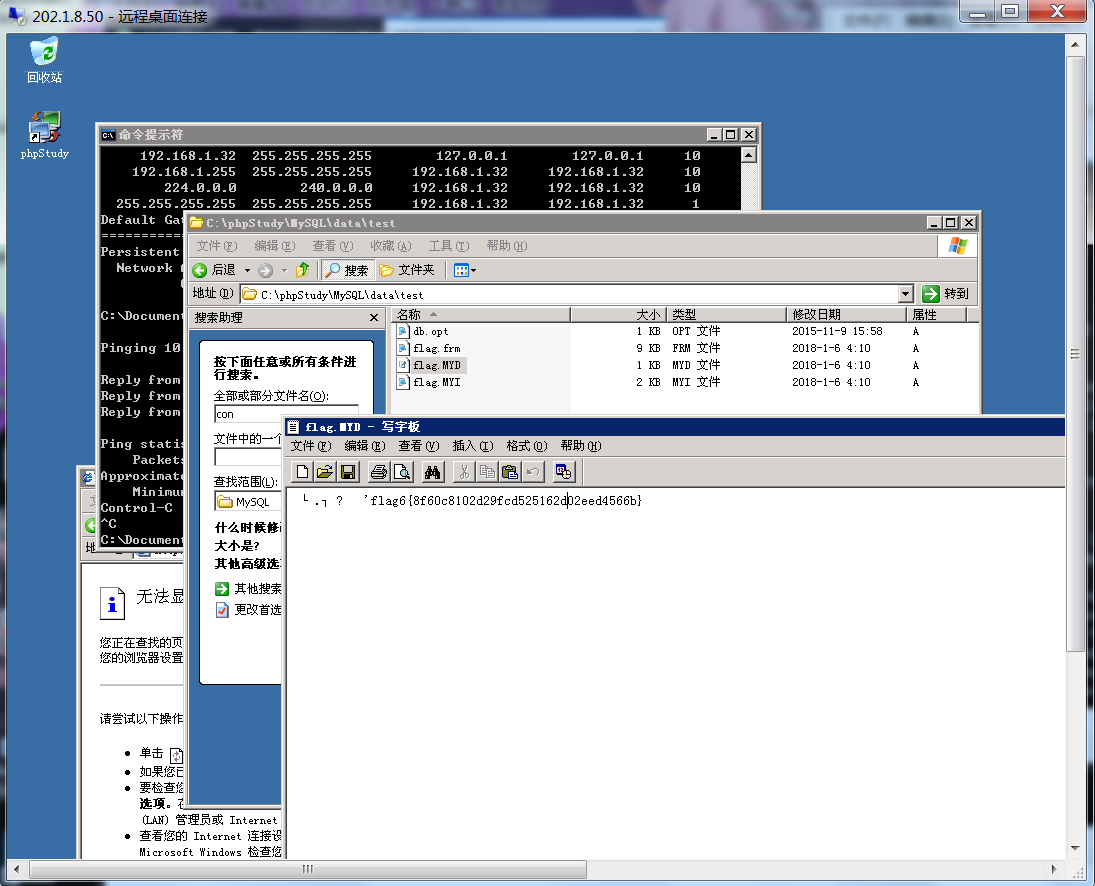 202.1.8.50 - 远程桌面连接
回收站
phpStudy
命令提示符
192.168.1.32 255.255.255.255 127.0.0.1 127.0.0.1 10
192.168.1.255 255.255.255.255 192.168.1.32 192.168.1.32 10
224.0.0.0 240.0.0.0 192.168.1.32 192.168.1.32 10
255.255.255.255 255.255.255.255 192.168.1.32 192.168.1.32 1
Default
Persistent
Network
C:\Document
Pinging 10
Reply from
Reply from
Reply from
Ping
Packets
Control-C
^C
C:\Document
C:\phpStudy\MySQL\data\test
文件(F) 编辑(E) 查看(V) 收藏(A) 工具(T) 帮助(H)
后退 搜索 文件夹
地址(D) C:\phpStudy\MySQL\data\test 转到
搜索助理
按下面任意或所有条件进
行搜索。
全部或部分文件名(O):
con
文件中的一个
查找范围(L):
MySQL
什么时候修
大小是?
其他高级选
其他搜索
更改首选
名称 大小 类型 修改日期 属性
db.opt 1 KB OPT 文件 2015-11-9 15:58 A
flag.frm 9 KB FRM 文件 2018-1-6 4:10 A
flag.MYD 1 KB MYD 文件 2018-1-6 4:10 A
flag.MYI 2 KB MYI 文件 2018-1-6 4:10 A
flag.MYD - 写字板
文件(F) 编辑(E) 查看(V) 插入(I) 格式(O) 帮助(H)
└ .┐ ? 'flag6{8f60c8102d29fcd525162d02eed4566b}
无法显
您正在查找的页
您的浏览器设置
请尝试以下操作
单击
如果您已
要检查您
选项。在
(LAN) 管理员或 Internet
查看您的 Internet 连接设
Microsoft Windows 检查您